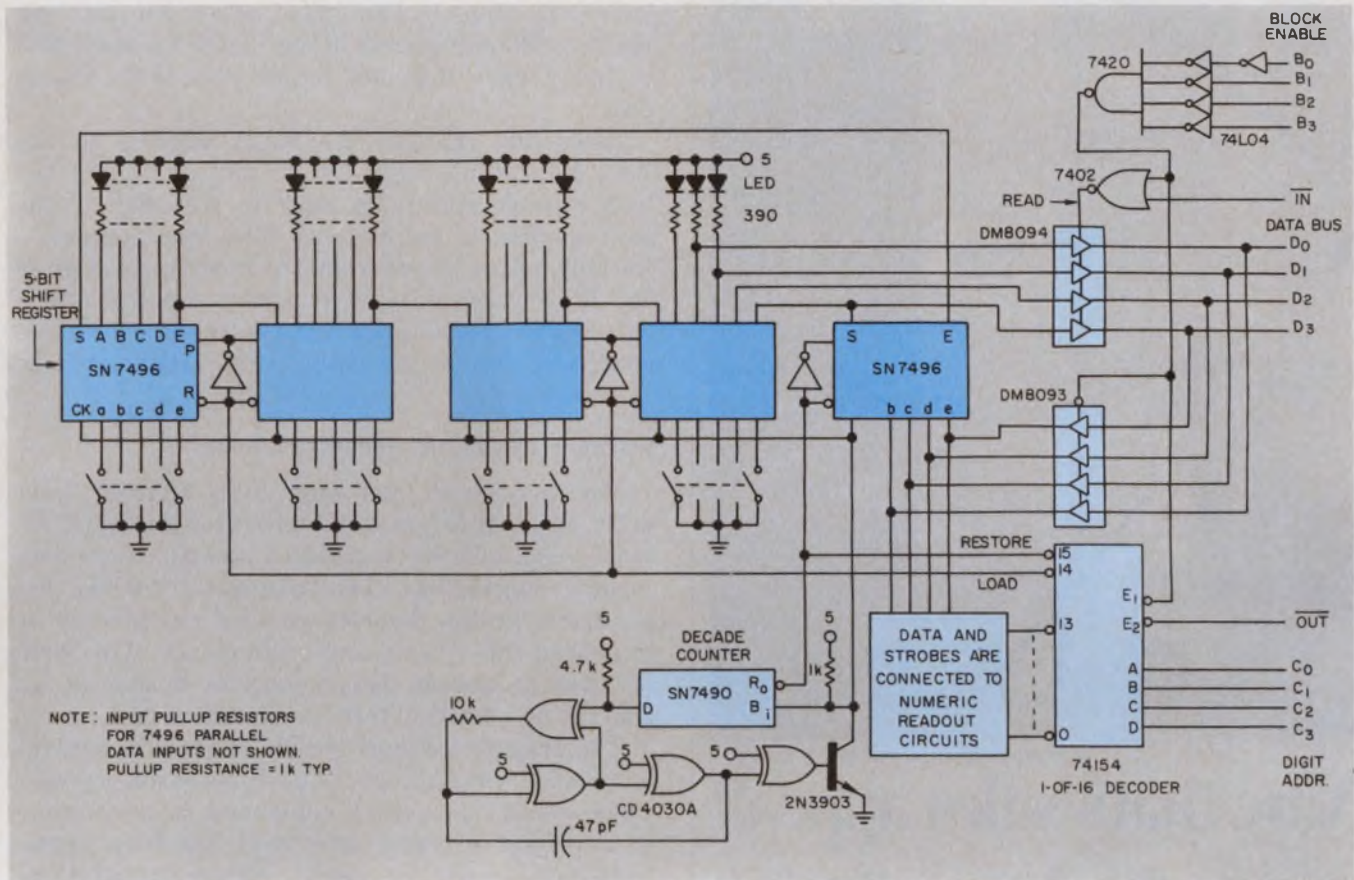 BLOCK
ENABLE
7420
B0
B1
B2
B3
74L04
7402
IN
READ
DATA BUS
DM8094
D0
D1
D2
D3
5
LED
390
5-BIT
SHIFT
REGISTER
S A B C D E
P
SN7496
R
CK a b c d e
S E
SN7496
b c d e
DM8093
RESTORE
15
LOAD
14
E1
E2
OUT
13
DATA AND
STROBES ARE
CONNECTED TO
NUMERIC
READOUT
CIRCUITS
A
B
C
D
C0
C1
C2
C3
0
74154
1-OF-16 DECODER
DIGIT
ADDR.
5
4.7k
DECADE
COUNTER
SN7490
D
R0
Bi
5
1k
10k
5
5
5
CD4030A
2N3903
47pF
NOTE: INPUT PULLUP RESISTORS
FOR 7496 PARALLEL
DATA INPUTS NOT SHOWN.
PULLUP RESISTANCE = 1k TYP.